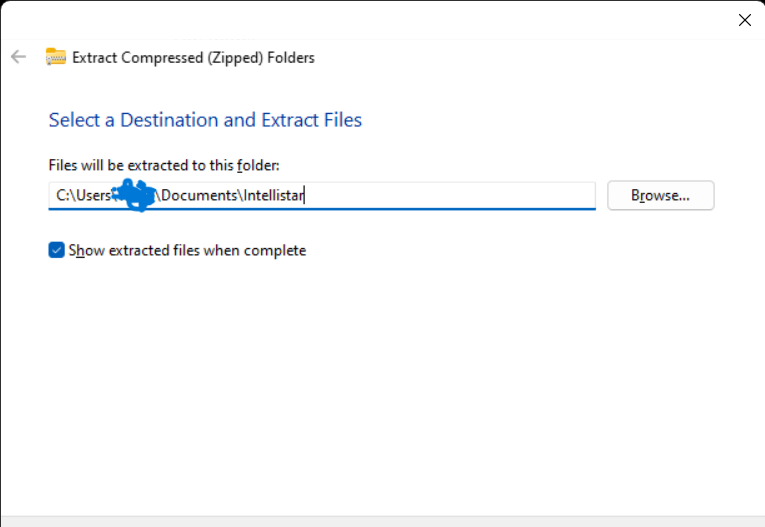 Extract Compressed (Zipped) Folders
Select a Destination and Extract Files
Files will be extracted to this folder:
C:\Users\ \Documents\Intellistar
Browse...
Show extracted files when complete